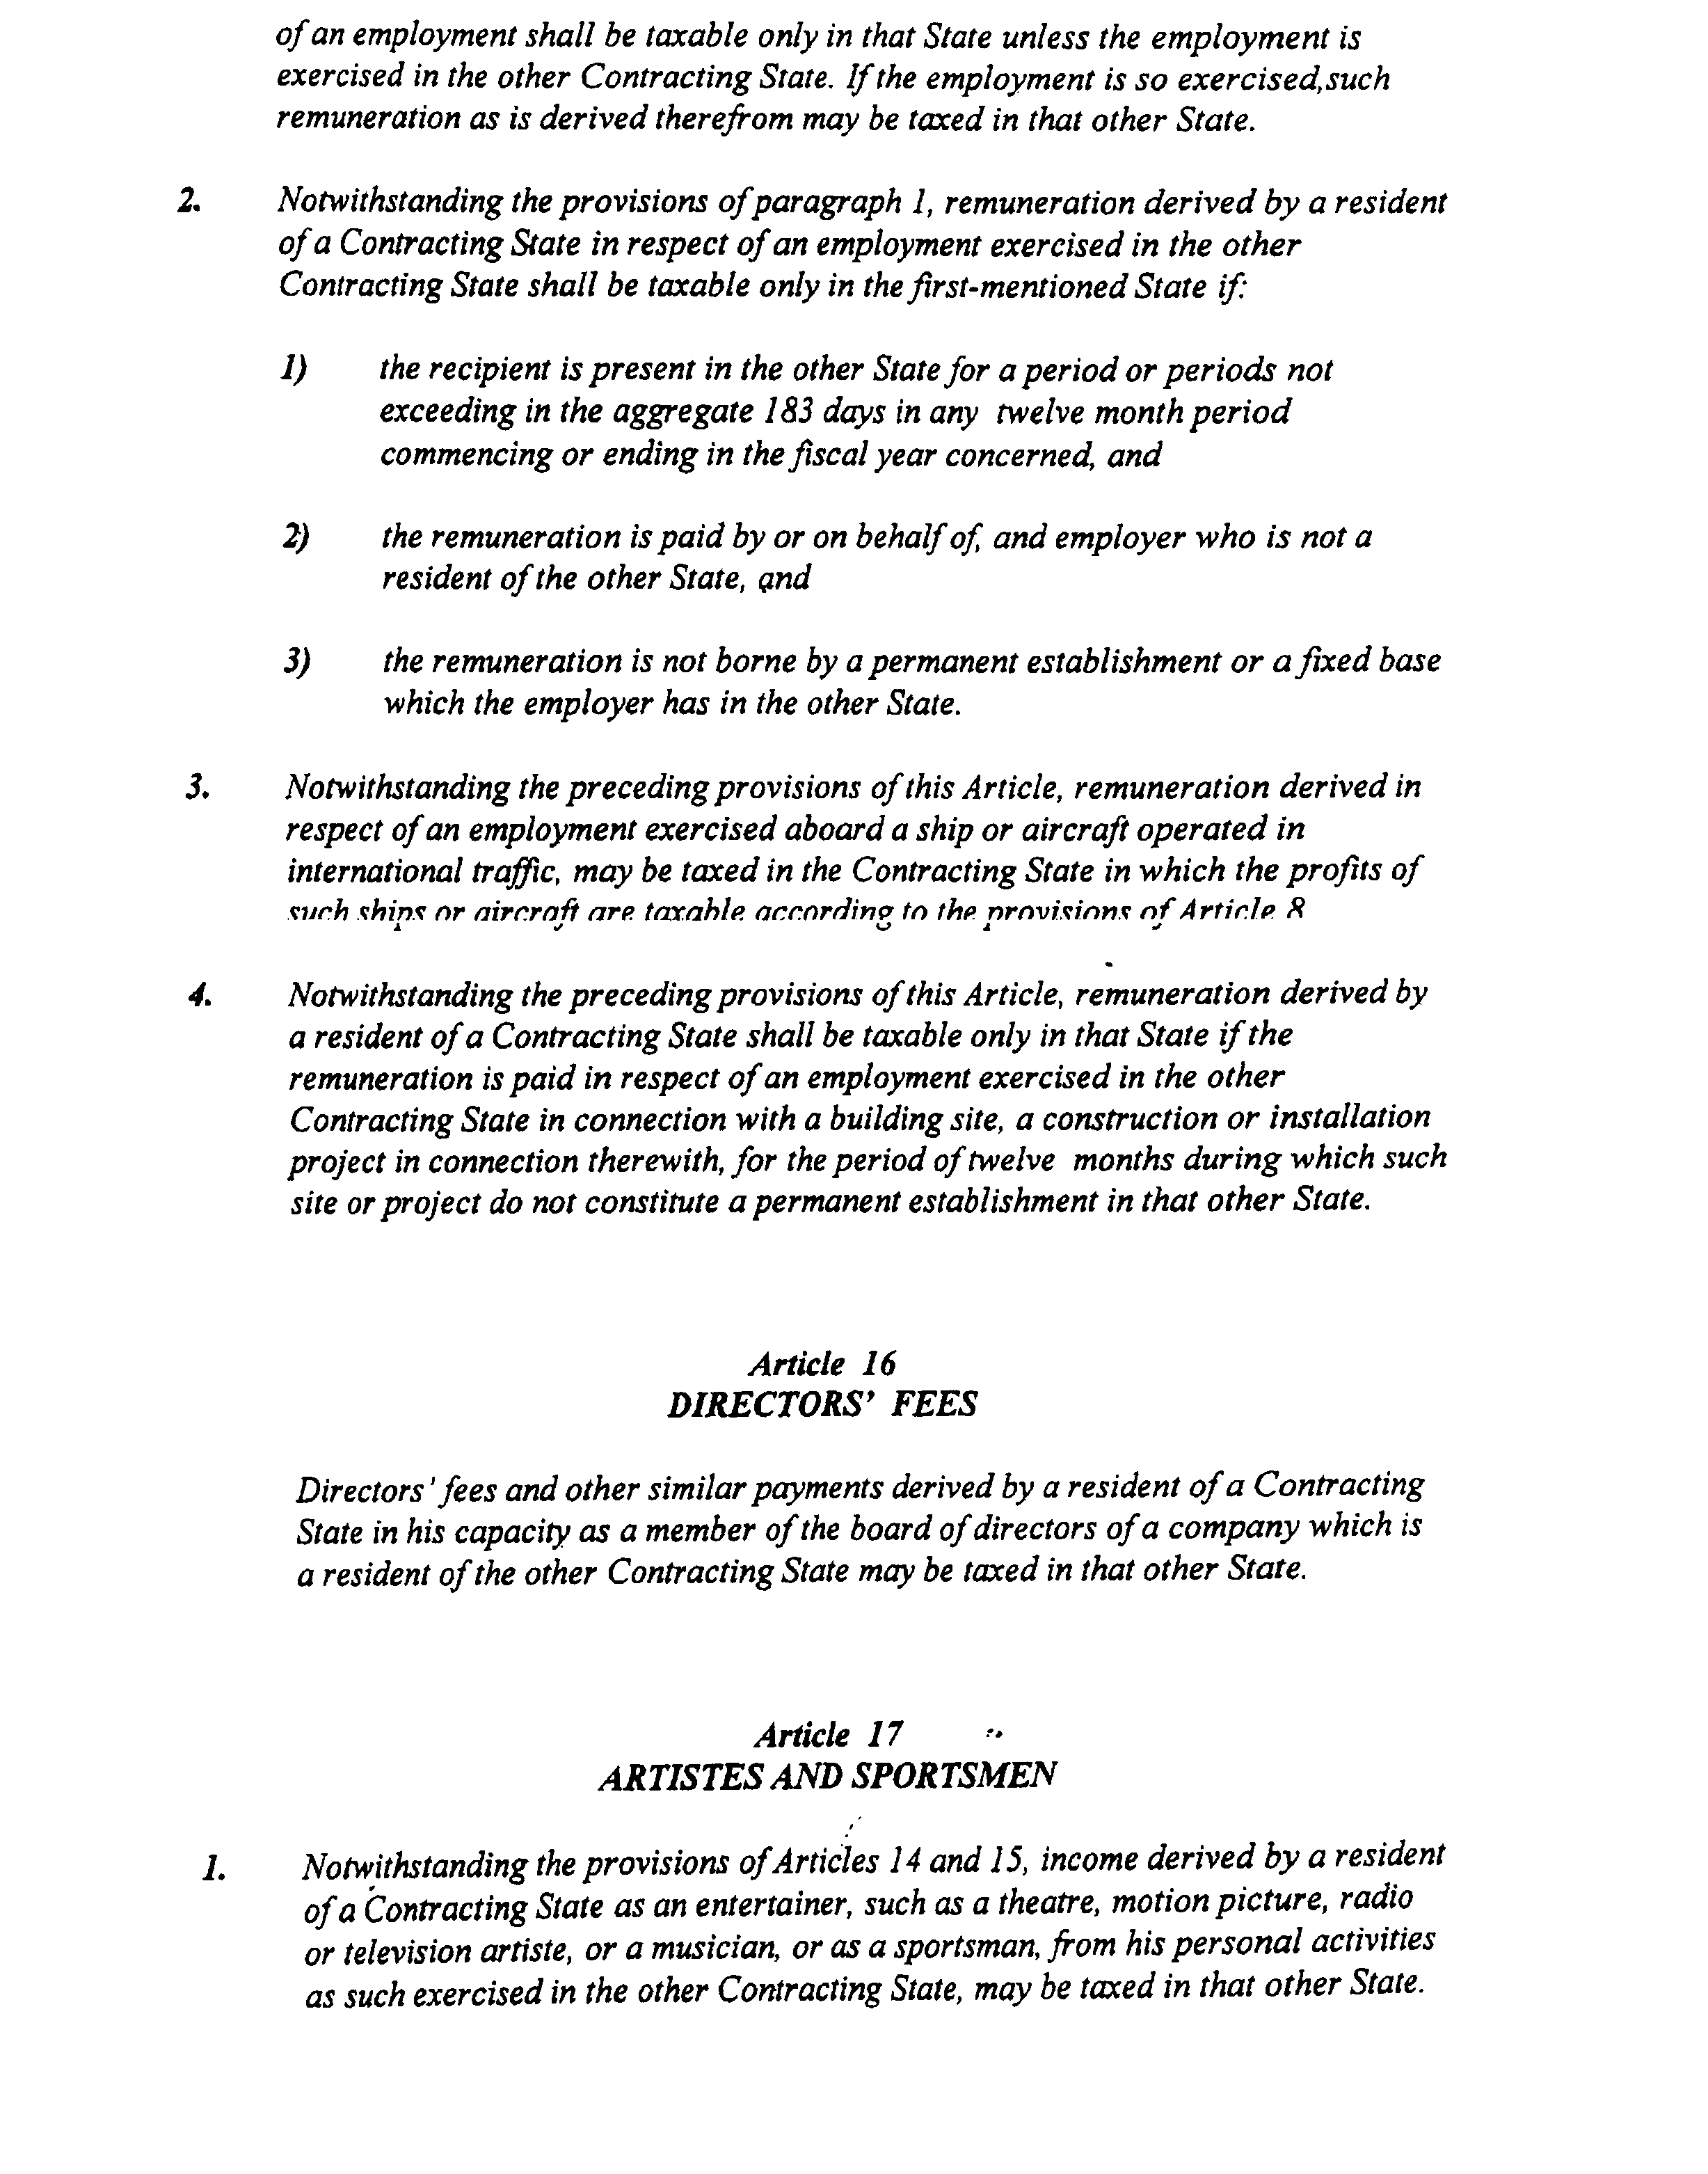 of an employment shall be taxable only in that State unless the employment is
exercised in the other Contracting State. If the employment is so exercised,such
remuneration as is derived therefrom may be taxed in that other State.
2. Notwithstanding the provisions of paragraph 1, remuneration derived by a resident
of a Contracting State in respect of an employment exercised in the other
Contracting State shall be taxable only in the first-mentioned State if:
1) the recipient is present in the other State for a period or periods not
exceeding in the aggregate 183 days in any twelve month period
commencing or ending in the fiscal year concerned, and
2) the remuneration is paid by or on behalf of, and employer who is not a
resident of the other State, and
3) the remuneration is not borne by a permanent establishment or a fixed base
which the employer has in the other State.
3. Notwithstanding the preceding provisions of this Article, remuneration derived in
respect of an employment exercised aboard a ship or aircraft operated in
international traffic, may be taxed in the Contracting State in which the profits of
such ships or aircraft are taxable according to the provisions of Article 8
4. Notwithstanding the preceding provisions of this Article, remuneration derived by
a resident of a Contracting State shall be taxable only in that State if the
remuneration is paid in respect of an employment exercised in the other
Contracting State in connection with a building site, a construction or installation
project in connection therewith, for the period of twelve months during which such
site or project do not constitute a permanent establishment in that other State.
Article 16
DIRECTORS' FEES
Directors' fees and other similar payments derived by a resident of a Contracting
State in his capacity as a member of the board of directors of a company which is
a resident of the other Contracting State may be taxed in that other State.
Article 17
ARTISTES AND SPORTSMEN
1. Notwithstanding the provisions of Articles 14 and 15, income derived by a resident
of a Contracting State as an entertainer, such as a theatre, motion picture, radio
or television artiste, or a musician, or as a sportsman, from his personal activities
as such exercised in the other Contracting State, may be taxed in that other State.